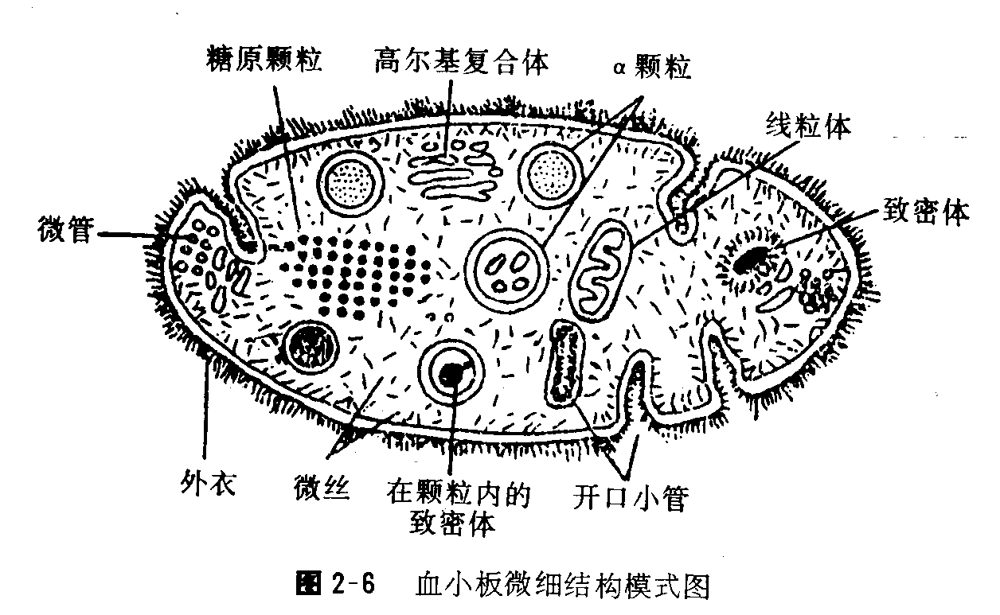 糖原颗粒
高尔基复合体
α颗粒
线粒体
致密体
微管
外衣
微丝
在颗粒内的
致密体
开口小管
图2-6 血小板微细结构模式图